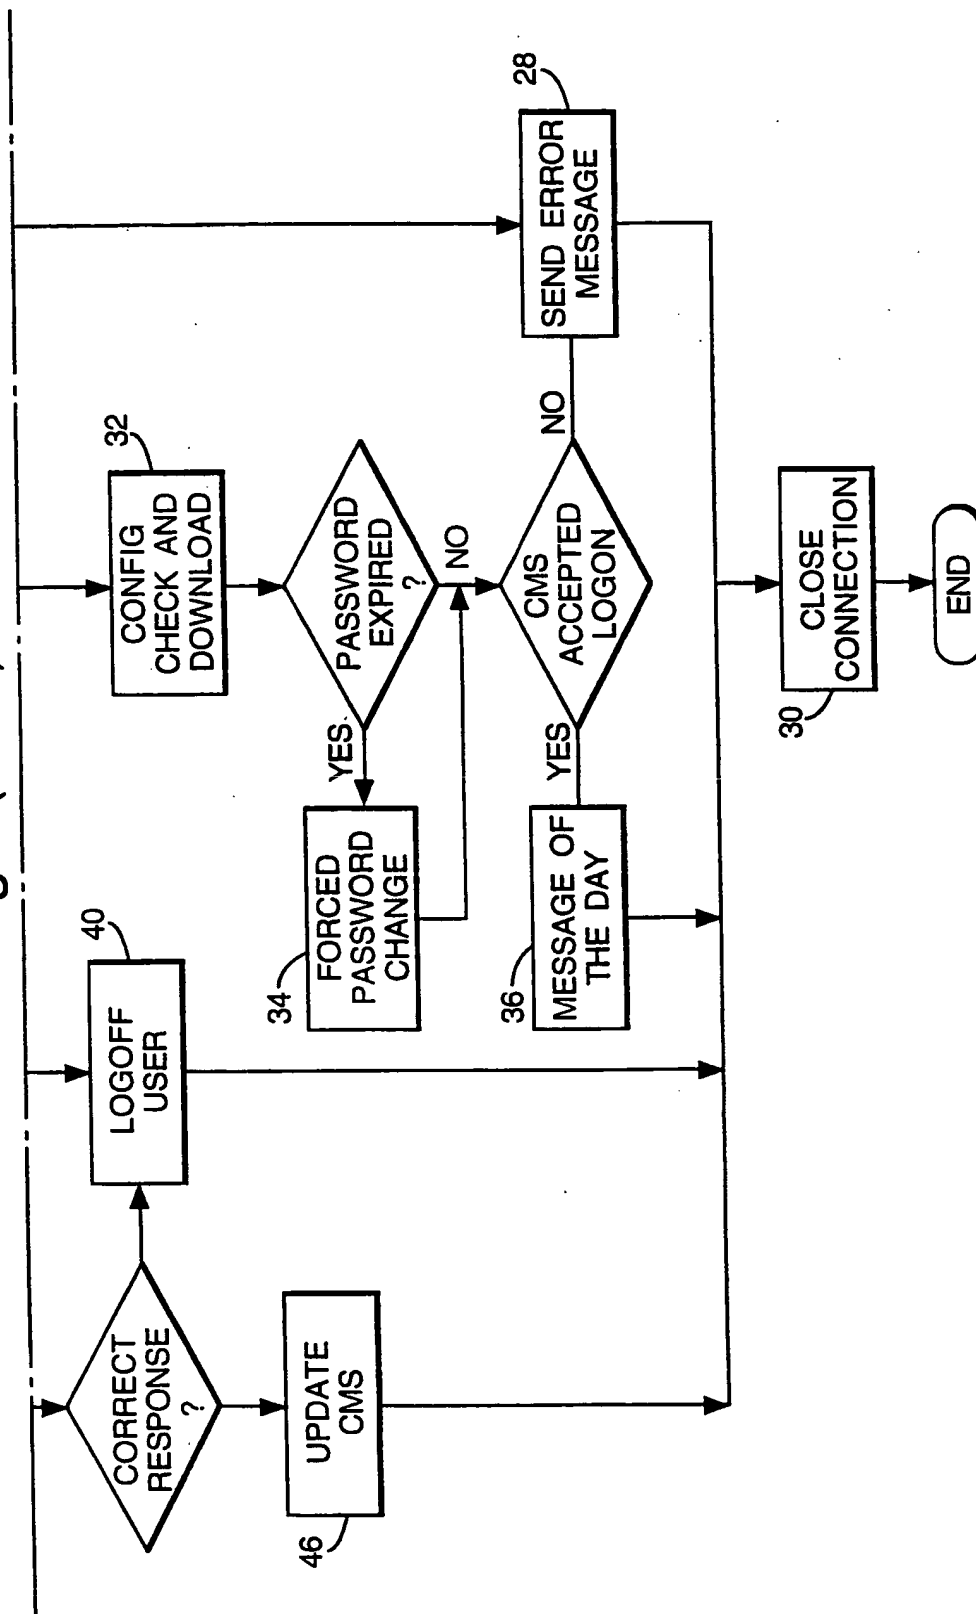 CORRECT
RESPONSE
?
LOGOFF
USER
40
CONFIG
CHECK AND
DOWNLOAD
32
UPDATE
CMS
46
FORCED
PASSWORD
CHANGE
34
YES
PASSWORD
EXPIRED
?
NO
MESSAGE OF
THE DAY
36
YES
CMS
ACCEPTED
LOGON
NO
SEND ERROR
MESSAGE
28
CLOSE
CONNECTION
30
END